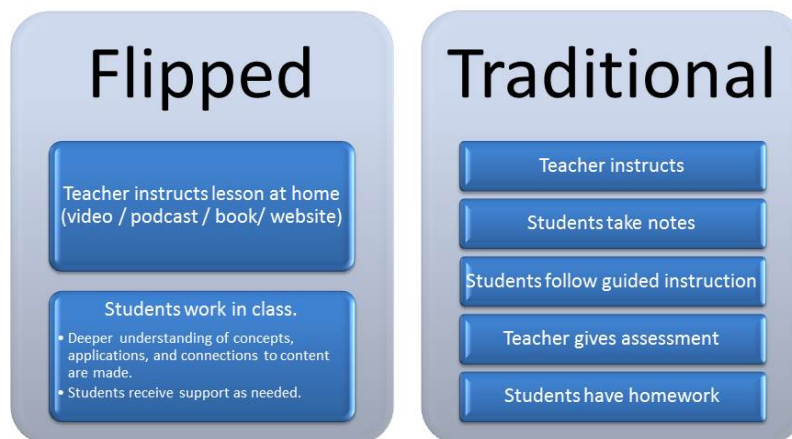 Flipped
Teacher instructs lesson at home
(video / podcast / book/ website)
Students work in class.
• Deeper understanding of concepts,
applications, and connections to content
are made.
• Students receive support as needed.
Traditional
Teacher instructs
Students take notes
Students follow guided instruction
Teacher gives assessment
Students have homework